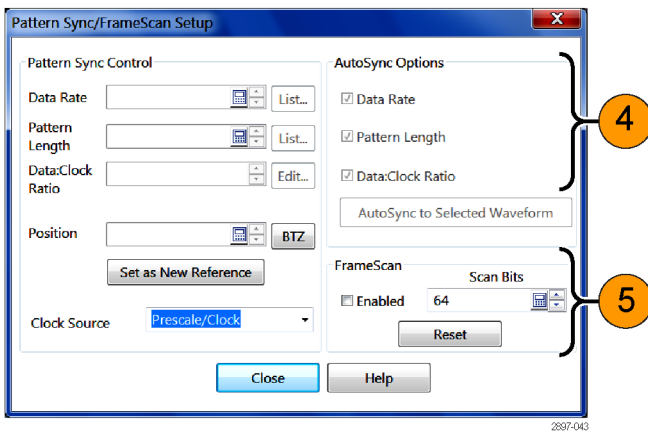 Pattern Sync/FrameScan Setup
X
Pattern Sync Control
Data Rate
List...
Pattern
Length
List...
Data:Clock
Ratio
Edit...
Position
BTZ
Set as New Reference
Clock Source
Prescale/Clock
AutoSync Options
Data Rate
Pattern Length
Data:Clock Ratio
AutoSync to Selected Waveform
4
FrameScan
Scan Bits
Enabled
64
Reset
5
Close
Help
2897-043